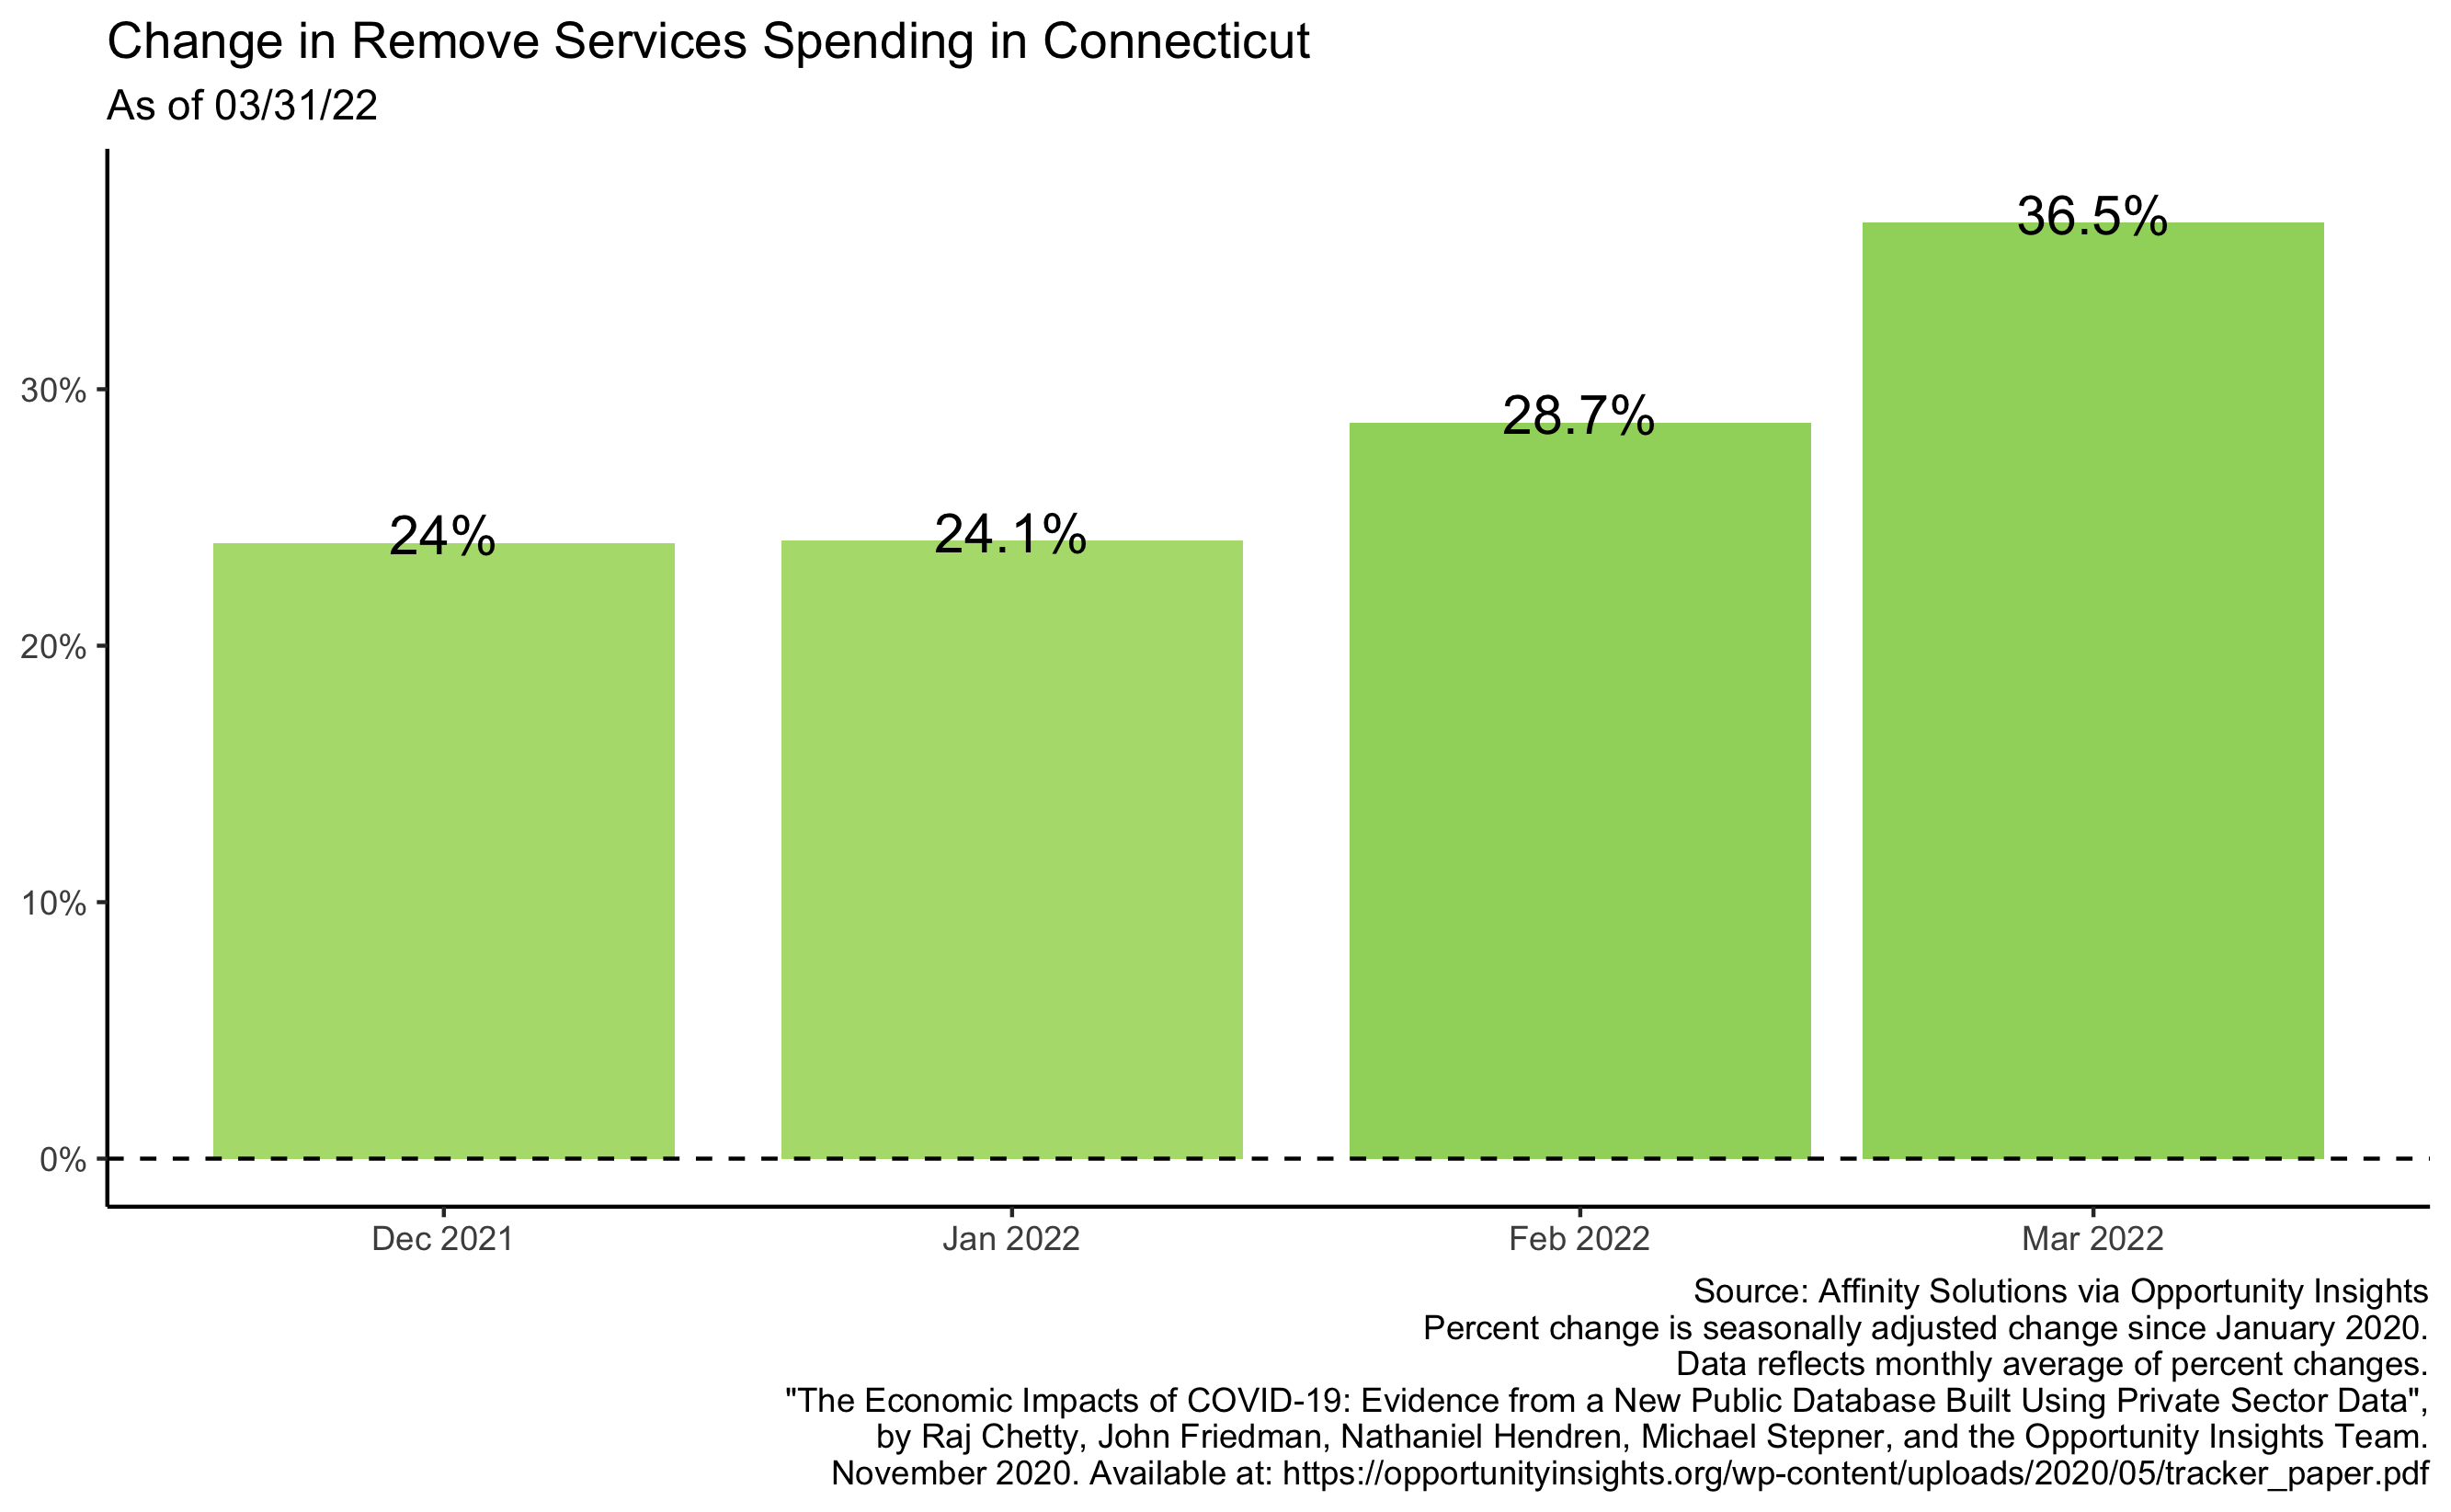 Change in Remove Services Spending in Connecticut
As of 03/31/22
36.5%
28.7%
24%
24.1%
30%
20%
10%
0%
Dec 2021
Jan 2022
Feb 2022
Mar 2022
Source: Affinity Solutions via Opportunity Insights
Percent change is seasonally adjusted change since January 2020.
Data reflects monthly average of percent changes.
"The Economic Impacts of COVID-19: Evidence from a New Public Database Built Using Private Sector Data",
by Raj Chetty, John Friedman, Nathaniel Hendren, Michael Stepner, and the Opportunity Insights Team.
November 2020. Available at: https://opportunityinsights.org/wp-content/uploads/2020/05/tracker_paper.pdf